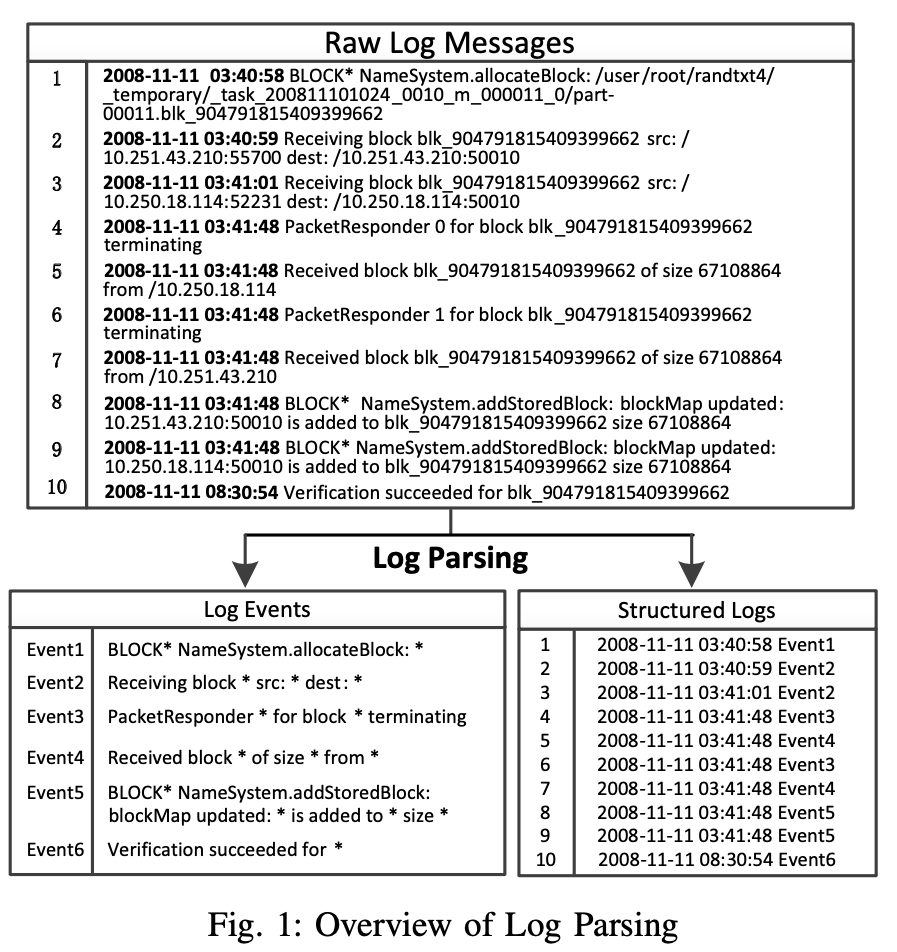 Raw Log Messages
1 2008-11-11 03:40:58 BLOCK* NameSystem.allocateBlock: /user/root/randtxt4/
_temporary/_task_200811101024_0010_m_000011_0/part-
00011.blk_904791815409399662
2 2008-11-11 03:40:59 Receiving block blk_904791815409399662 src: /
10.251.43.210:55700 dest: /10.251.43.210:50010
3 2008-11-11 03:41:01 Receiving block blk_904791815409399662 src: /
10.250.18.114:52231 dest: /10.250.18.114:50010
4 2008-11-11 03:41:48 PacketResponder 0 for block blk_904791815409399662
terminating
5 2008-11-11 03:41:48 Received block blk_904791815409399662 of size 67108864
from /10.250.18.114
6 2008-11-11 03:41:48 PacketResponder 1 for block blk_904791815409399662
terminating
7 2008-11-11 03:41:48 Received block blk_904791815409399662 of size 67108864
from /10.251.43.210
8 2008-11-11 03:41:48 BLOCK* NameSystem.addStoredBlock: blockMap updated:
10.251.43.210:50010 is added to blk_904791815409399662 size 67108864
9 2008-11-11 03:41:48 BLOCK* NameSystem.addStoredBlock: blockMap updated:
10.250.18.114:50010 is added to blk_904791815409399662 size 67108864
10 2008-11-11 08:30:54 Verification succeeded for blk_904791815409399662
Log Parsing
Log Events
Event1 BLOCK* NameSystem.allocateBlock: *
Event2 Receiving block * src: * dest: *
Event3 PacketResponder * for block * terminating
Event4 Received block * of size * from *
Event5 BLOCK* NameSystem.addStoredBlock:
blockMap updated: * is added to * size *
Event6 Verification succeeded for *
Structured Logs
1 2008-11-11 03:40:58 Event1
2 2008-11-11 03:40:59 Event2
3 2008-11-11 03:41:01 Event2
4 2008-11-11 03:41:48 Event3
5 2008-11-11 03:41:48 Event4
6 2008-11-11 03:41:48 Event3
7 2008-11-11 03:41:48 Event4
8 2008-11-11 03:41:48 Event5
9 2008-11-11 03:41:48 Event5
10 2008-11-11 08:30:54 Event6
Fig. 1: Overview of Log Parsing